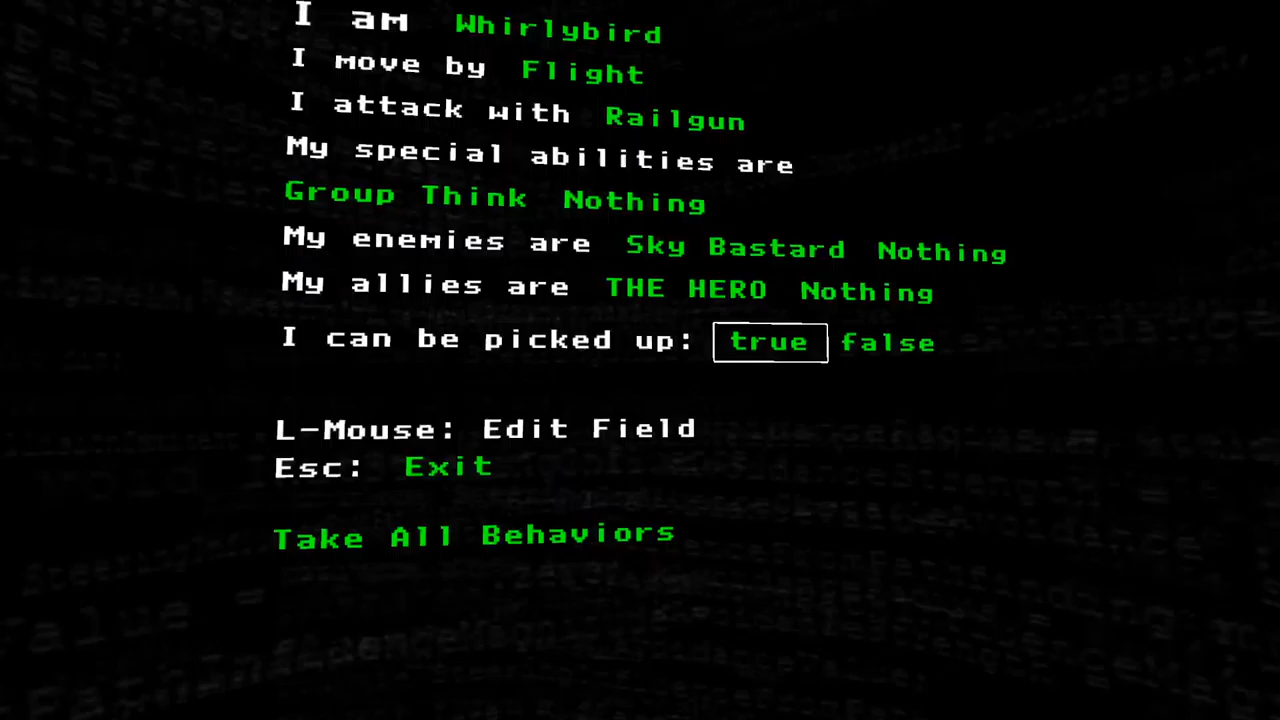 I am Whirlybird
I move by Flight
I attack with Railgun
My special abilities are
Group Think Nothing
My enemies are Sky Bastard Nothing
My allies are THE HERO Nothing
I can be picked up: true false
L-Mouse: Edit Field
Esc: Exit
Take All Behaviors